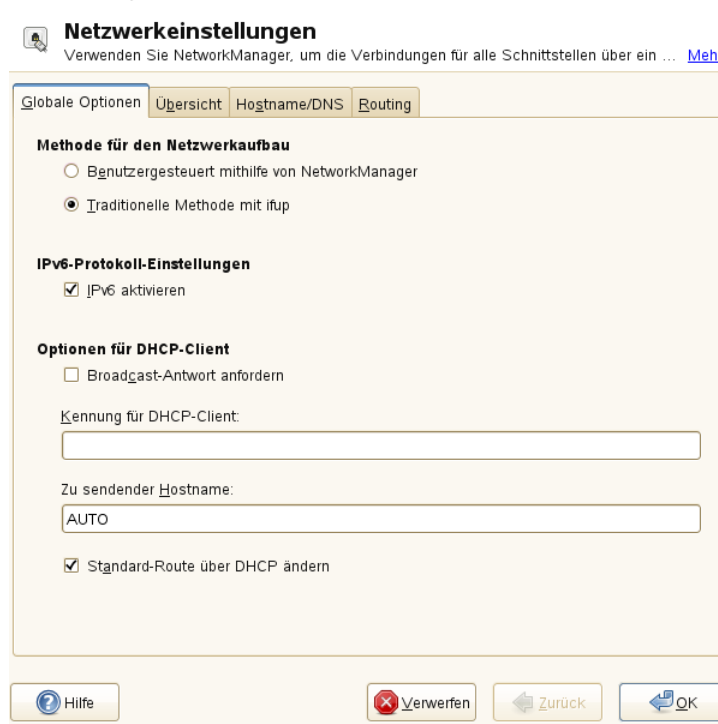 Netzwerkeinstellungen
Verwenden Sie NetworkManager, um die Verbindungen für alle Schnittstellen über ein ... Meh
Globale Optionen Übersicht Hostname/DNS Routing
Methode für den Netzwerkaufbau
Benutzergesteuert mithilfe von NetworkManager
Traditionelle Methode mit ifup
IPv6-Protokoll-Einstellungen
IPv6 aktivieren
Optionen für DHCP-Client
Broadcast-Antwort anfordern
Kennung für DHCP-Client:
Zu sendender Hostname:
AUTO
Standard-Route über DHCP ändern
Hilfe Verwerfen Zurück OK